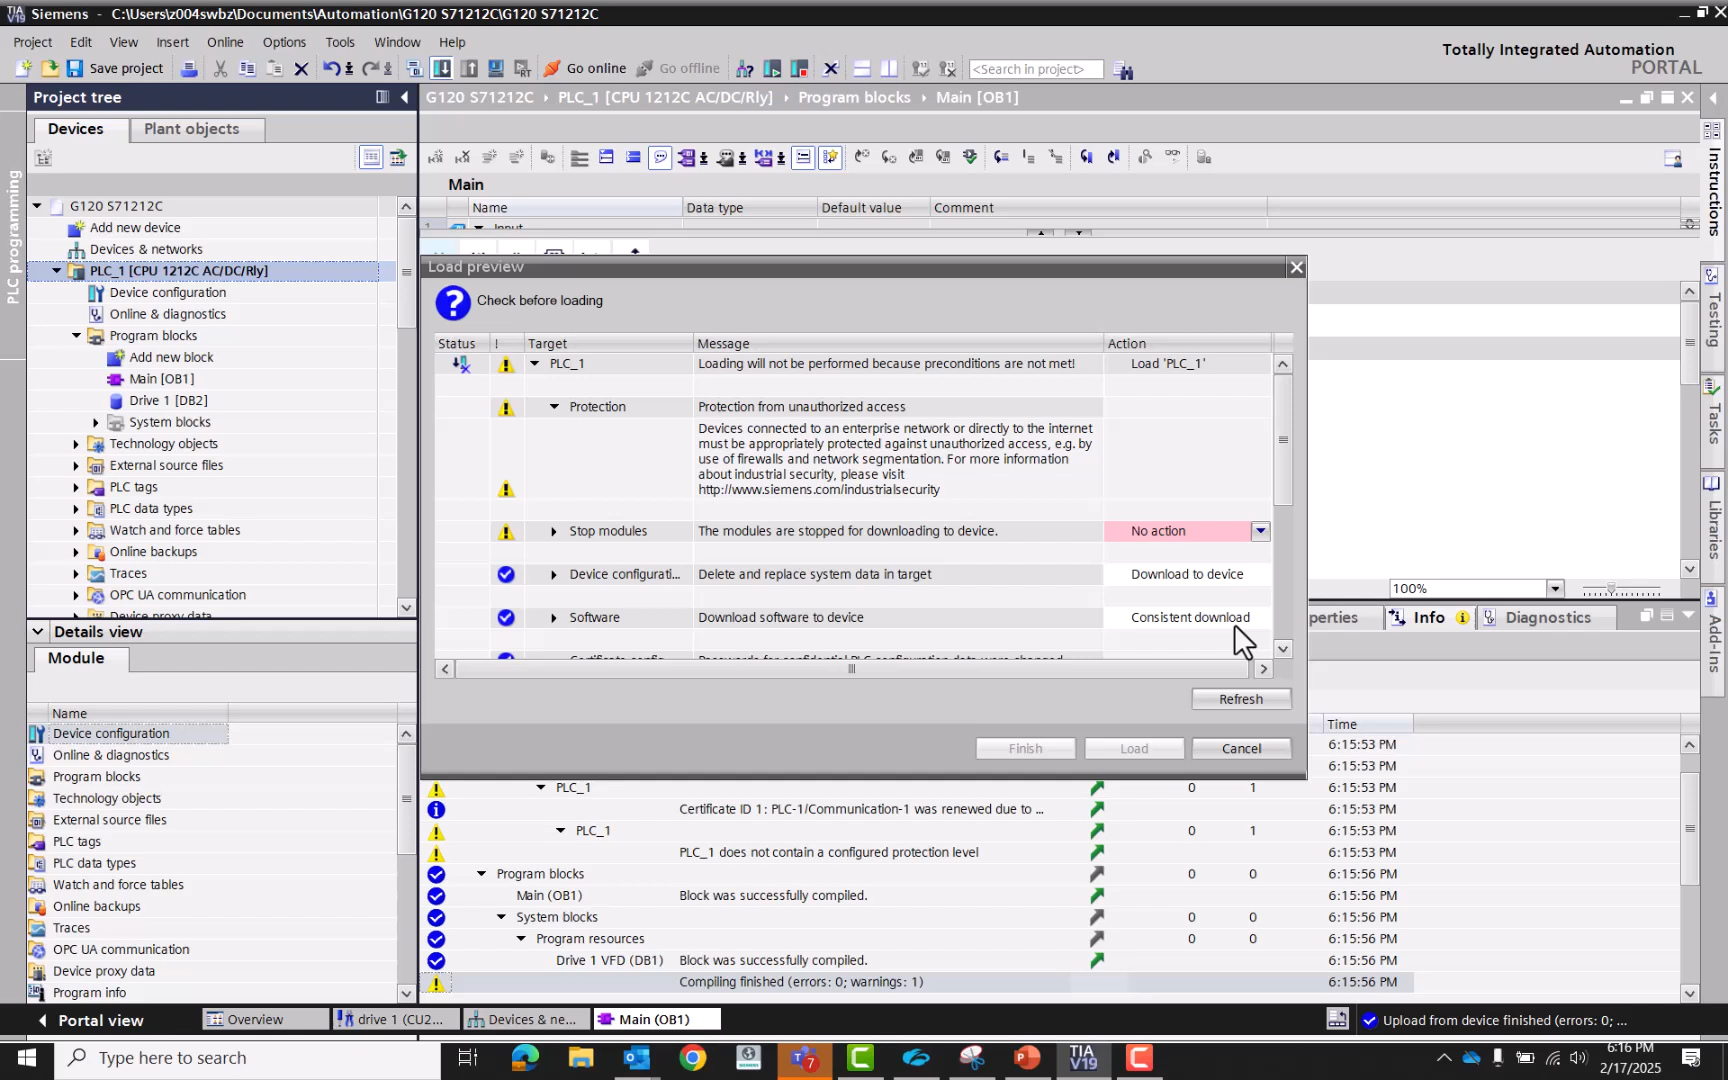 Siemens - C:\Users\z004swbz\Documents\Automation\G120 S71212C\G120 S71212C
Project Edit View Insert Online Options Tools Window Help
Totally Integrated Automation
PORTAL
Save project
Go online
Go offline
<Search in project>
Project tree
G120 S71212C › PLC_1 [CPU 1212C AC/DC/Rly] › Program blocks › Main [OB1]
Devices
Plant objects
PLC programming
G120 S71212C
Add new device
Devices & networks
PLC_1 [CPU 1212C AC/DC/Rly]
Device configuration
Online & diagnostics
Program blocks
Add new block
Main [OB1]
Drive 1 [DB2]
System blocks
Technology objects
External source files
PLC tags
PLC data types
Watch and force tables
Online backups
Traces
OPC UA communication
Device proxy data
Main
Name Data type Default value Comment
1 Input
Load preview
Check before loading
Status ! Target Message Action
PLC_1 Loading will not be performed because preconditions are not met! Load 'PLC_1'
Protection Protection from unauthorized access
Devices connected to an enterprise network or directly to the internet
must be appropriately protected against unauthorized access, e.g. by
use of firewalls and network segmentation. For more information
about industrial security, please visit
http://www.siemens.com/industrialsecurity
Stop modules The modules are stopped for downloading to device. No action
Device configurati... Delete and replace system data in target Download to device
Software Download software to device Consistent download
Refresh
Finish Load Cancel
Instructions
Testing
Tasks
Libraries
Add-Ins
100%
perties Info Diagnostics
Details view
Module
Name
Device configuration
Online & diagnostics
Program blocks
Technology objects
External source files
PLC tags
PLC data types
Watch and force tables
Online backups
Traces
OPC UA communication
Device proxy data
Program info
Time
6:15:53 PM
6:15:53 PM
PLC_1 0 1 6:15:53 PM
Certificate ID 1: PLC-1/Communication-1 was renewed due to ... 6:15:53 PM
PLC_1 0 1 6:15:53 PM
PLC_1 does not contain a configured protection level 6:15:53 PM
Program blocks 0 0 6:15:56 PM
Main (OB1) Block was successfully compiled. 6:15:56 PM
System blocks 0 0 6:15:56 PM
Program resources 0 0 6:15:56 PM
Drive 1 VFD (DB1) Block was successfully compiled. 6:15:56 PM
Compiling finished (errors: 0; warnings: 1) 6:15:56 PM
Portal view Overview drive 1 (CU2... Devices & ne... Main (OB1) Upload from device finished (errors: 0; ...
Type here to search
TIA
V19
6:16 PM
2/17/2025